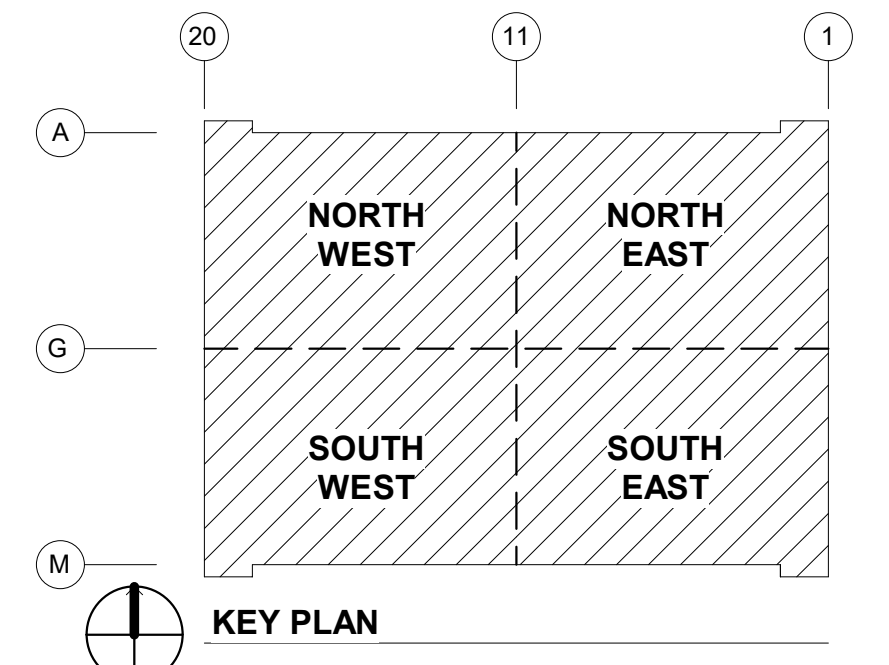 20 11 1
A
NORTH NORTH
WEST EAST
G
SOUTH SOUTH
WEST EAST
M
KEY PLAN